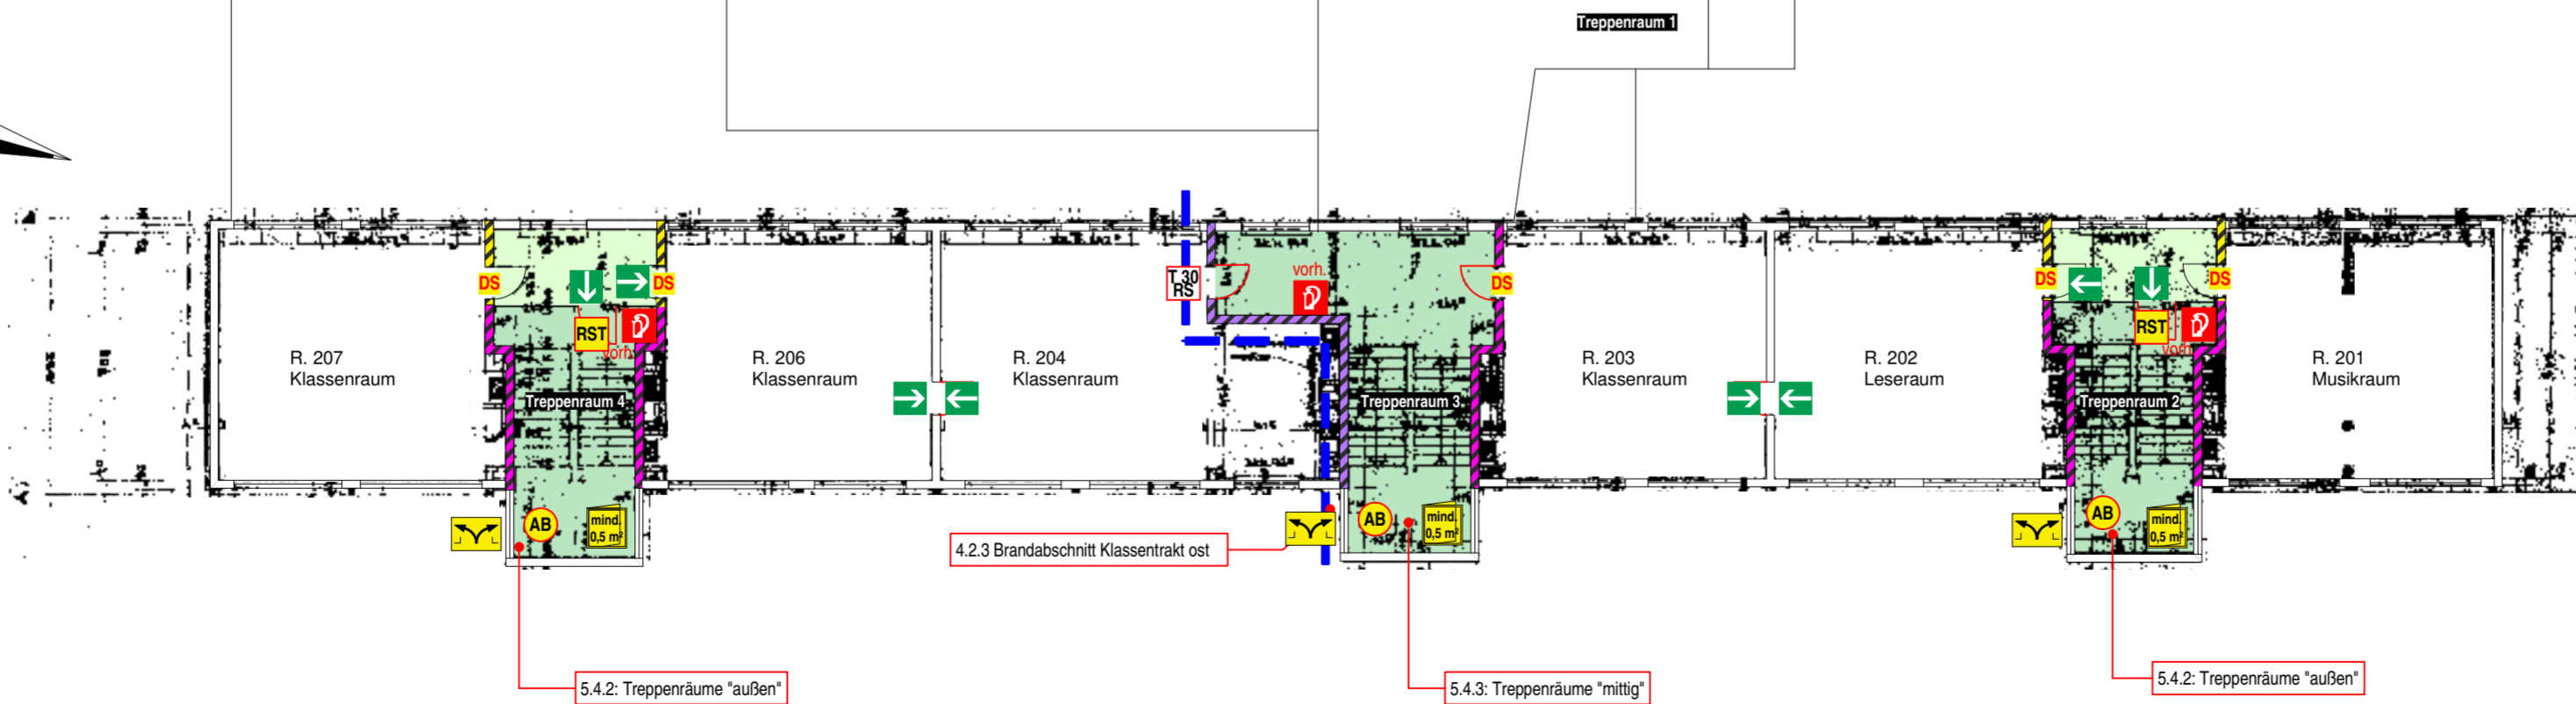 Treppenraum 1
R. 207
Klassenraum
DS
DS
RST
vorh.
Treppenraum 4
AB
mind.
0,5 m²
R. 206
Klassenraum
R. 204
Klassenraum
T 30
RS
vorh.
DS
Treppenraum 3
AB
mind.
0,5 m²
R. 203
Klassenraum
R. 202
Leseraum
DS
DS
RST
vorh.
Treppenraum 2
AB
mind.
0,5 m²
R. 201
Musikraum
4.2.3 Brandabschnitt Klassentrakt ost
5.4.2: Treppenräume "außen"
5.4.3: Treppenräume "mittig"
5.4.2: Treppenräume "außen"